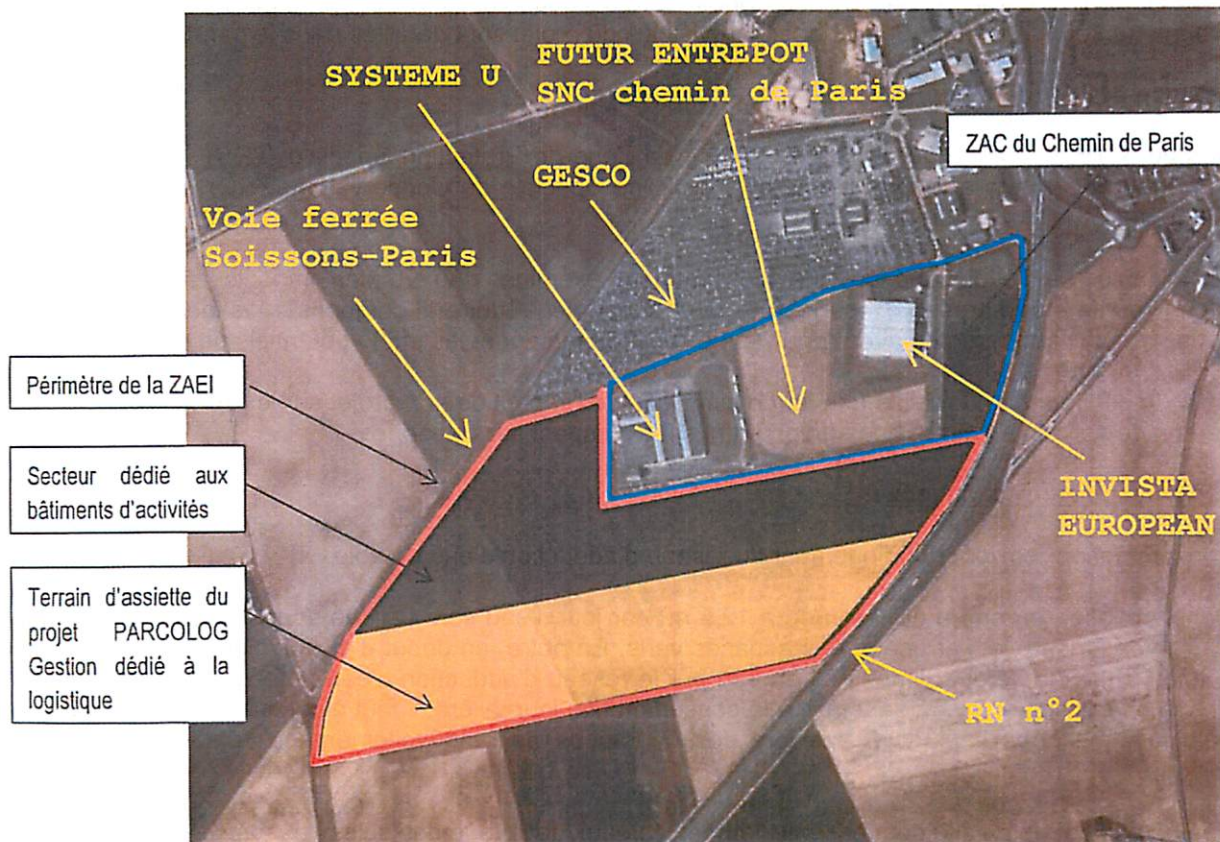 SYSTEME U
FUTUR ENTREPOT
SNC chemin de Paris
ZAC du Chemin de Paris
GESCO
Voie ferrée
Soissons-Paris
Périmètre de la ZAEI
Secteur dédié aux
bâtiments d'activités
INVISTA
EUROPEAN
Terrain d'assiette du
projet PARCOLOG
Gestion dédié à la
logistique
RN n°2